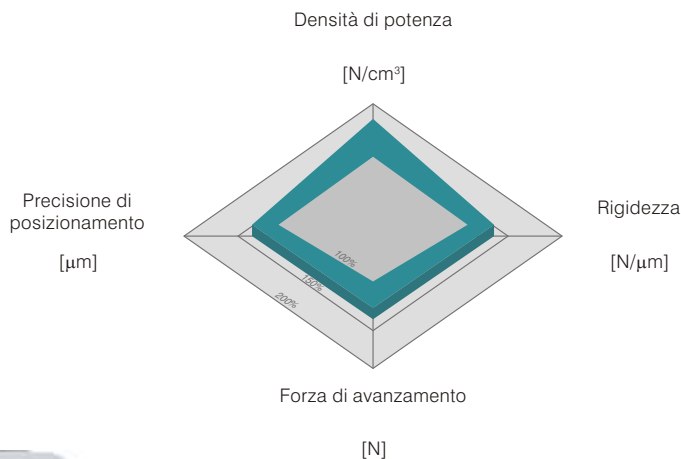 Densità di potenza
[N/cm³]
Precisione di
posizionamento
[µm]
Rigidezza
[N/µm]
100%
150%
200%
Forza di avanzamento
[N]